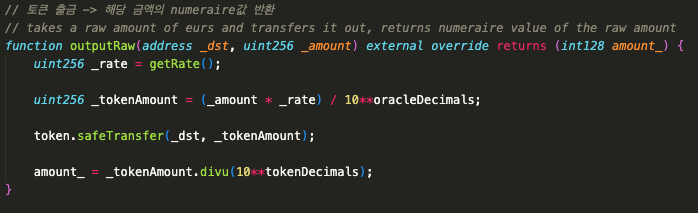 // 토큰 출금 -> 해당 금액의 numeraire값 반환
// takes a raw amount of eurs and transfers it out, returns numeraire value of the raw amount
function outputRaw(address _dst, uint256 _amount) external override returns (int128 amount_) {
    uint256 _rate = getRate();

    uint256 _tokenAmount = (_amount * _rate) / 10**oracleDecimals;

    token.safeTransfer(_dst, _tokenAmount);

    amount_ = _tokenAmount.divu(10**tokenDecimals);
}